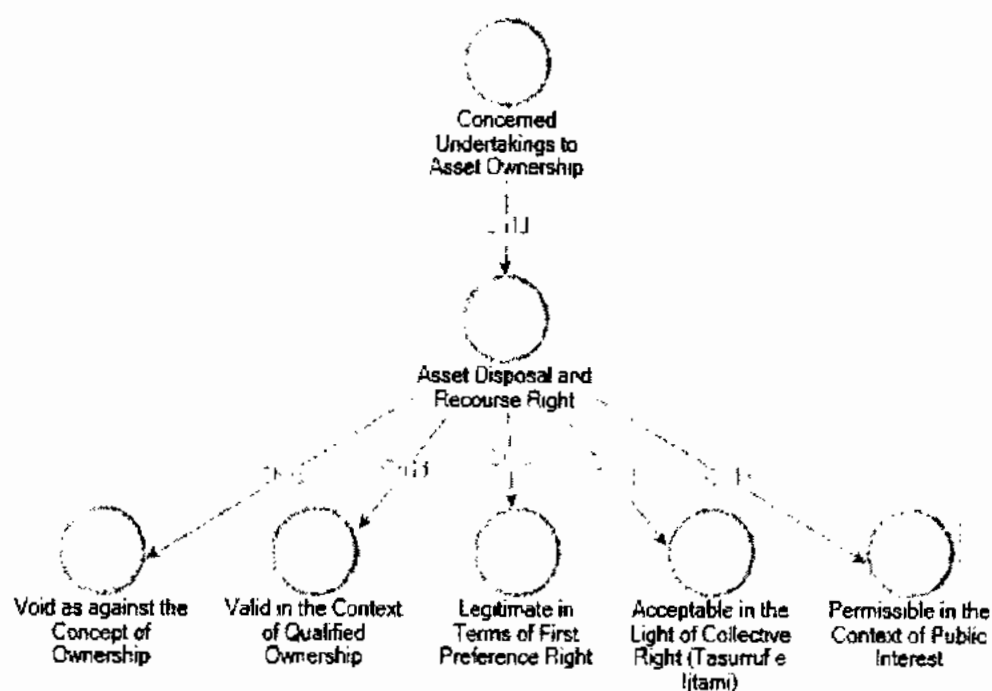 Concerned
Undertakings to
Asset Ownership
Asset Disposal and
Recourse Right
Void as against the
Concept of
Ownership
Valid in the Context
of Qualified
Ownership
Legitimate in
Terms of First
Preference Right
Acceptable in the
Light of Collective
Right (Tasurruf e
Ijtami)
Permissible in the
Context of Public
Interest